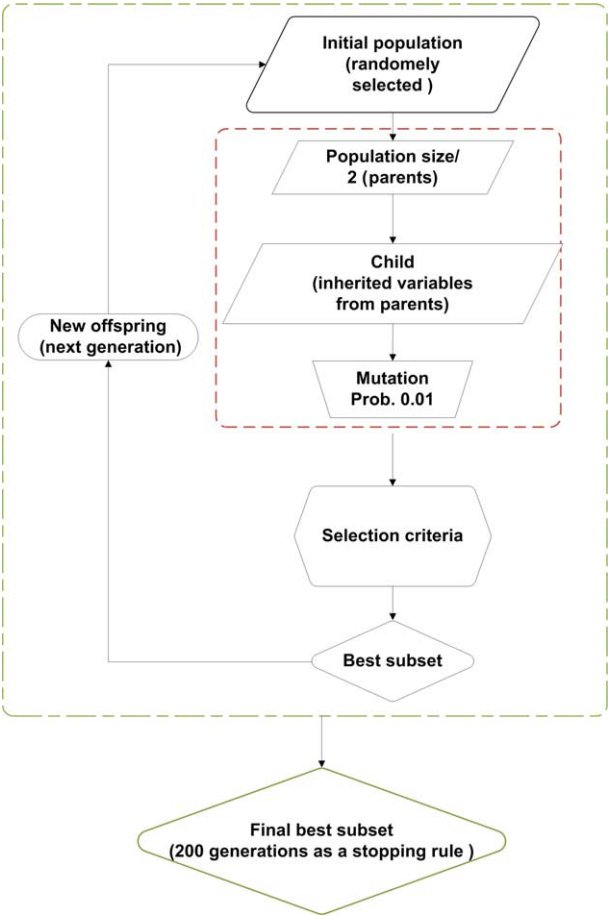 Initial population
(randomely
selected )
Population size/
2 (parents)
Child
(inherited variables
from parents)
New offspring
(next generation)
Mutation
Prob. 0.01
Selection criteria
Best subset
Final best subset
(200 generations as a stopping rule )